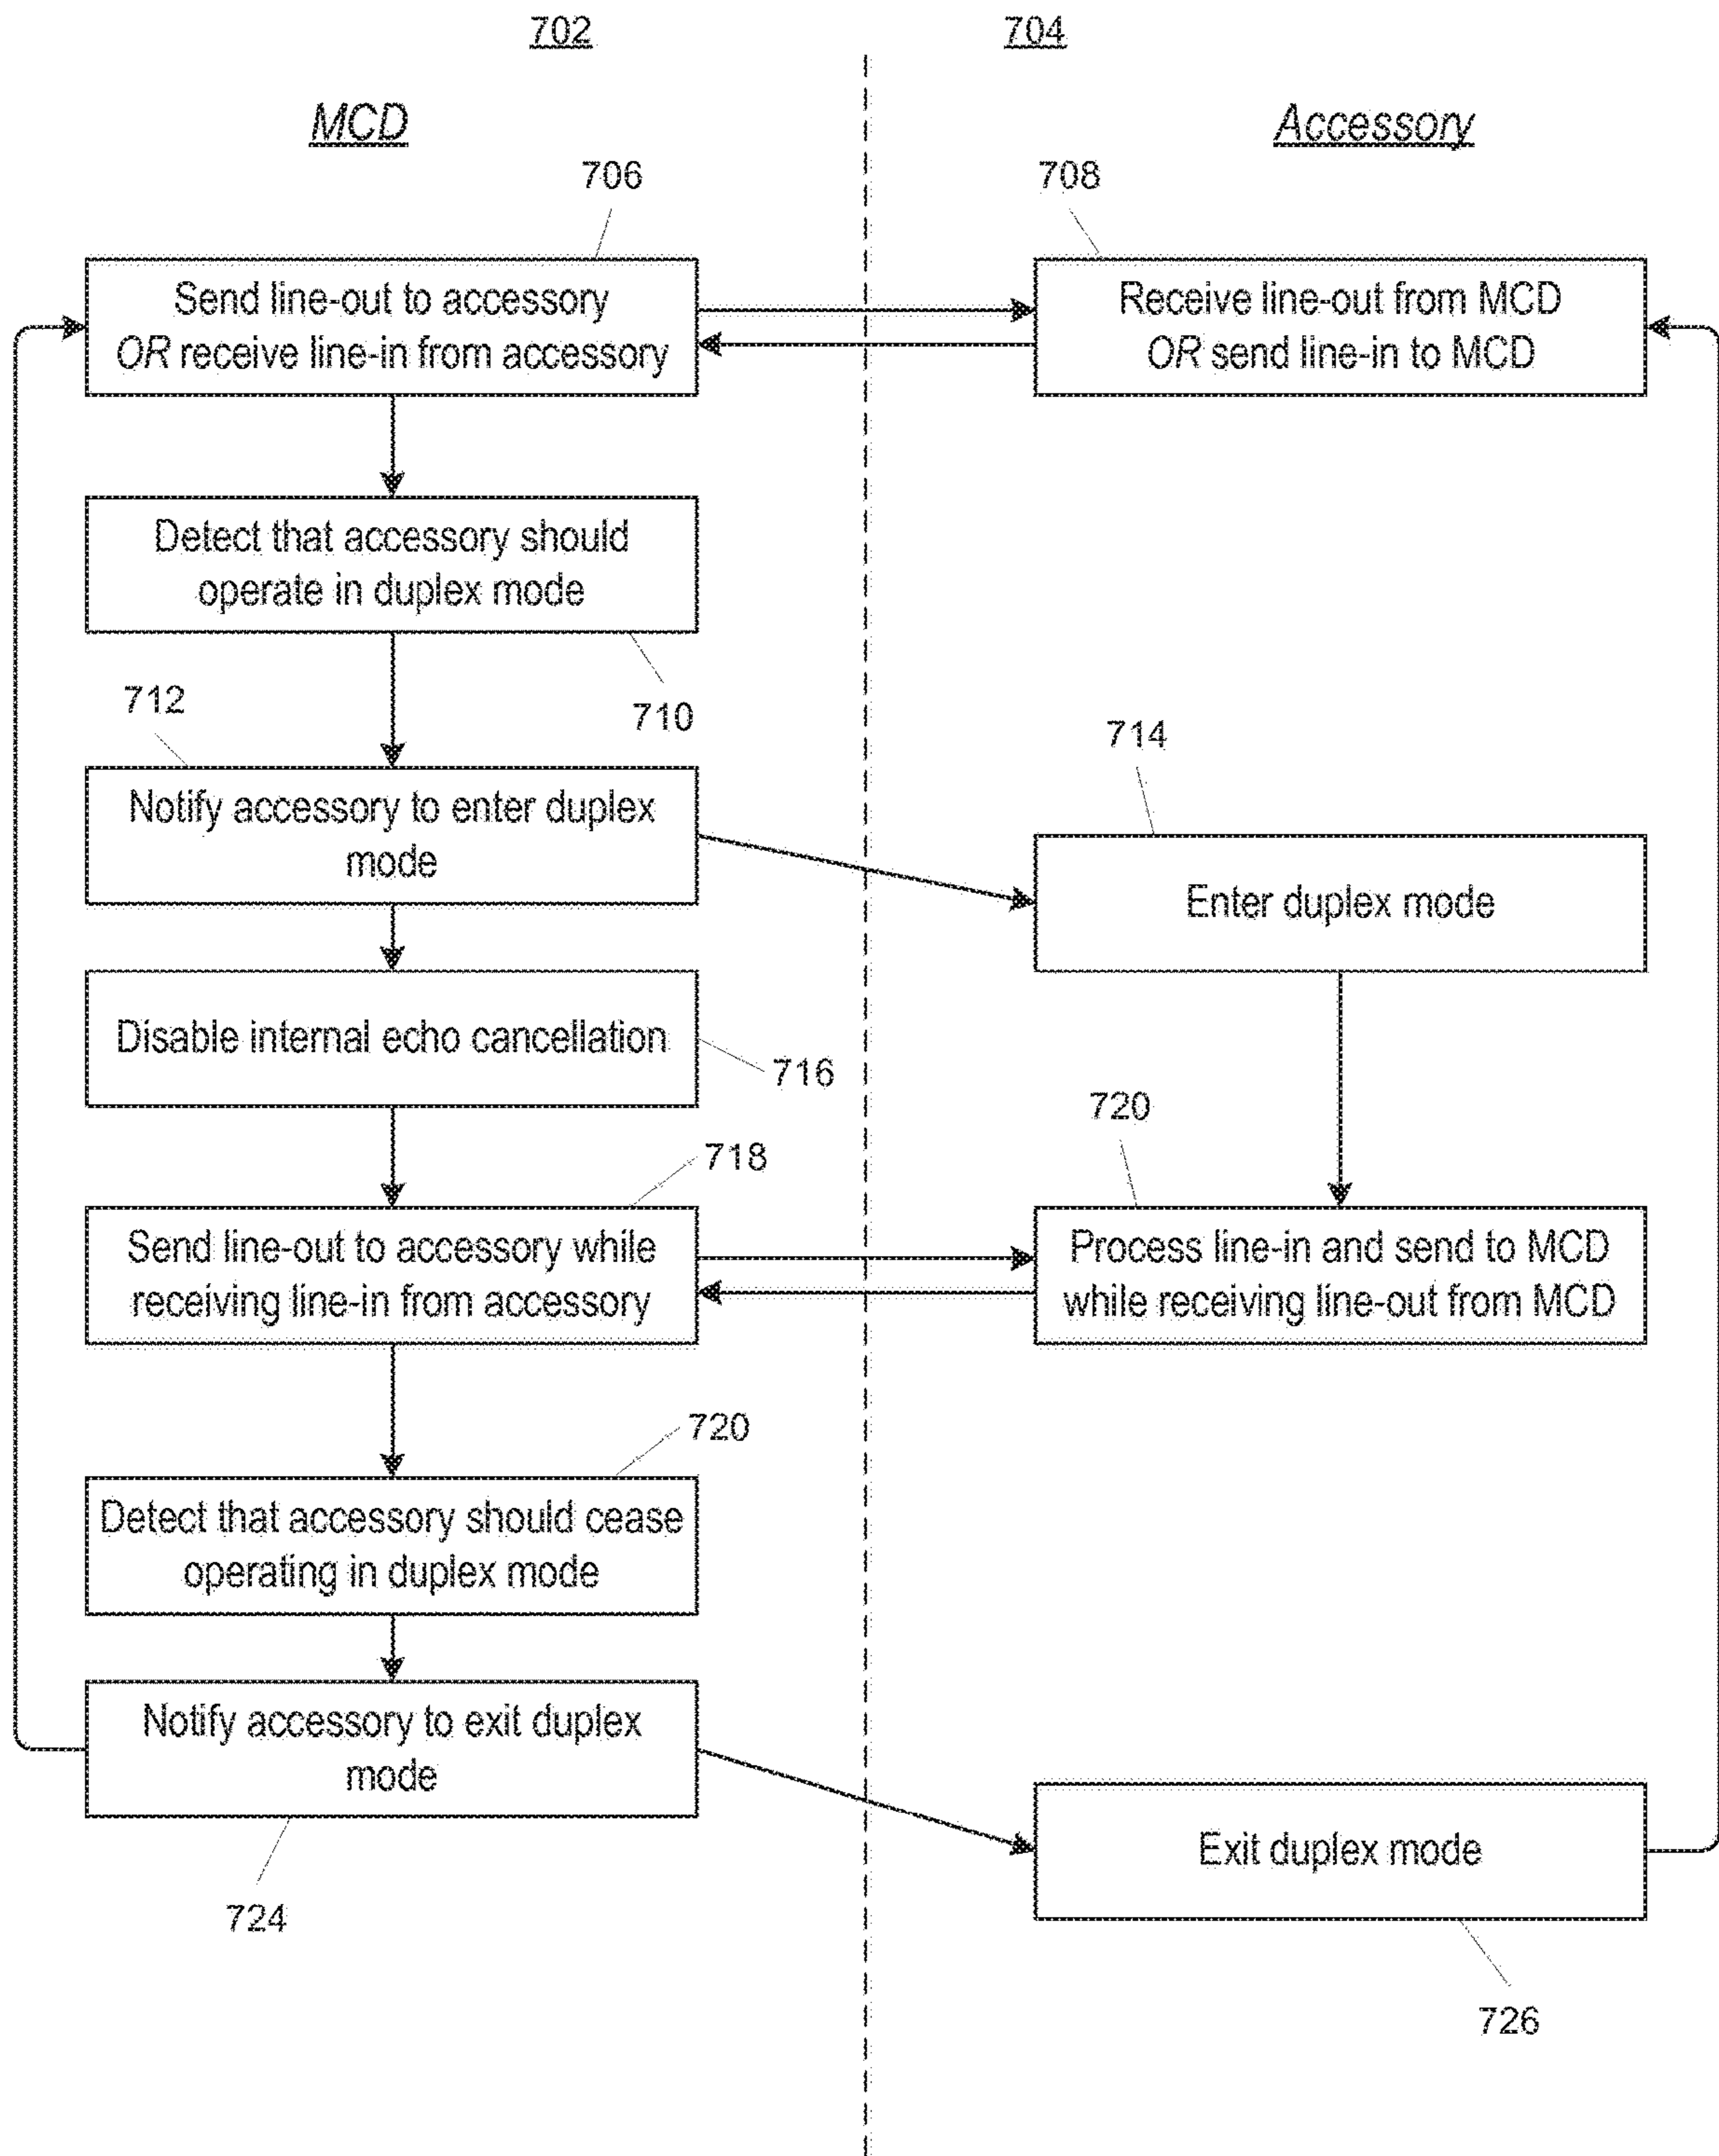 702
704
MCD
Accessory
706
708
Send line-out to accessory
OR receive line-in from accessory
Receive line-out from MCD
OR send line-in to MCD
Detect that accessory should
operate in duplex mode
710
712
Notify accessory to enter duplex
mode
714
Enter duplex mode
Disable internal echo cancellation
716
718
720
Send line-out to accessory while
receiving line-in from accessory
Process line-in and send to MCD
while receiving line-out from MCD
720
Detect that accessory should cease
operating in duplex mode
Notify accessory to exit duplex
mode
724
Exit duplex mode
726